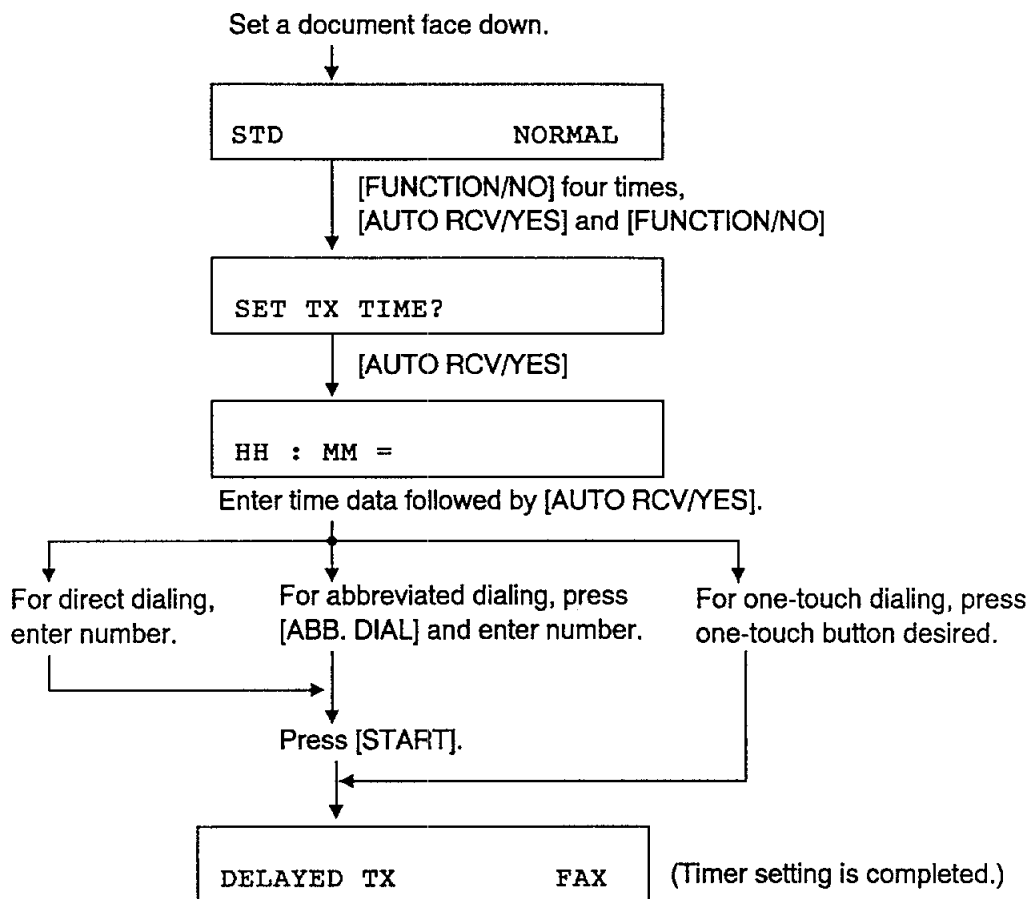 Set a document face down.
STD NORMAL
[FUNCTION/NO] four times,
[AUTO RCV/YES] and [FUNCTION/NO]
SET TX TIME?
[AUTO RCV/YES]
HH : MM =
Enter time data followed by [AUTO RCV/YES].
For direct dialing,
enter number.
For abbreviated dialing, press
[ABB. DIAL] and enter number.
For one-touch dialing, press
one-touch button desired.
Press [START].
DELAYED TX FAX
(Timer setting is completed.)